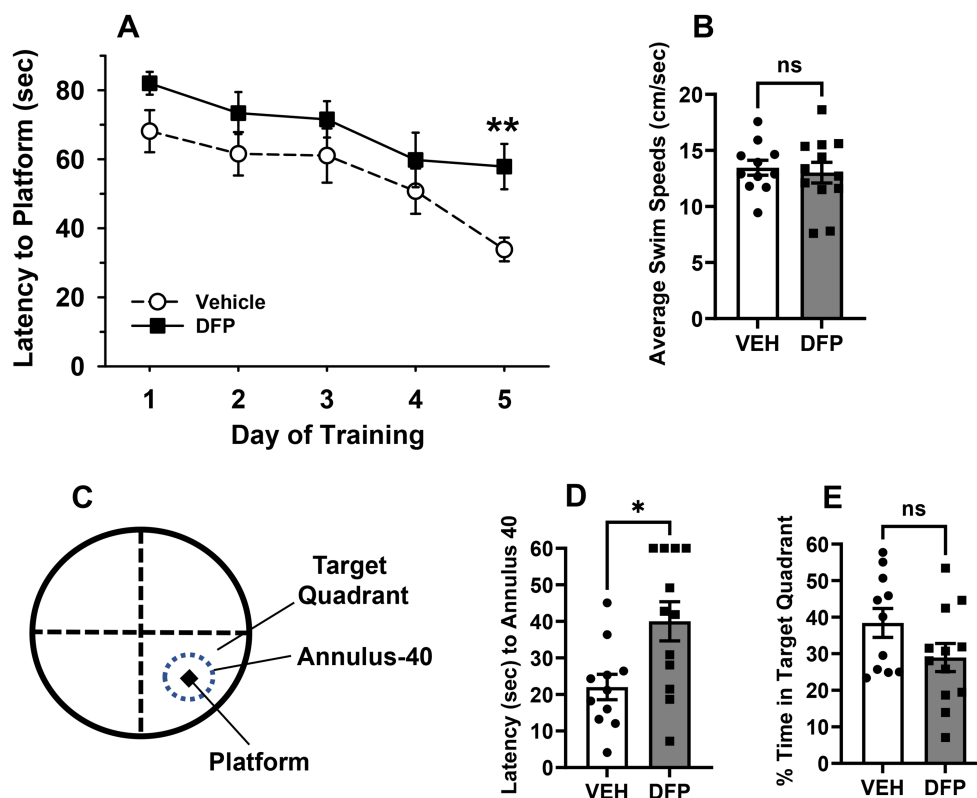 A
Latency to Platform (sec)
80
60
40
20
0
**
Vehicle
DFP
1 2 3 4 5
Day of Training
B
Average Swim Speeds (cm/sec)
ns
20
15
10
5
0
VEH DFP
C
Target
Quadrant
Annulus-40
Platform
D
Latency (sec) to Annulus 40
*
60
50
40
30
20
10
0
VEH DFP
E
% Time in Target Quadrant
ns
60
50
40
30
20
10
0
VEH DFP